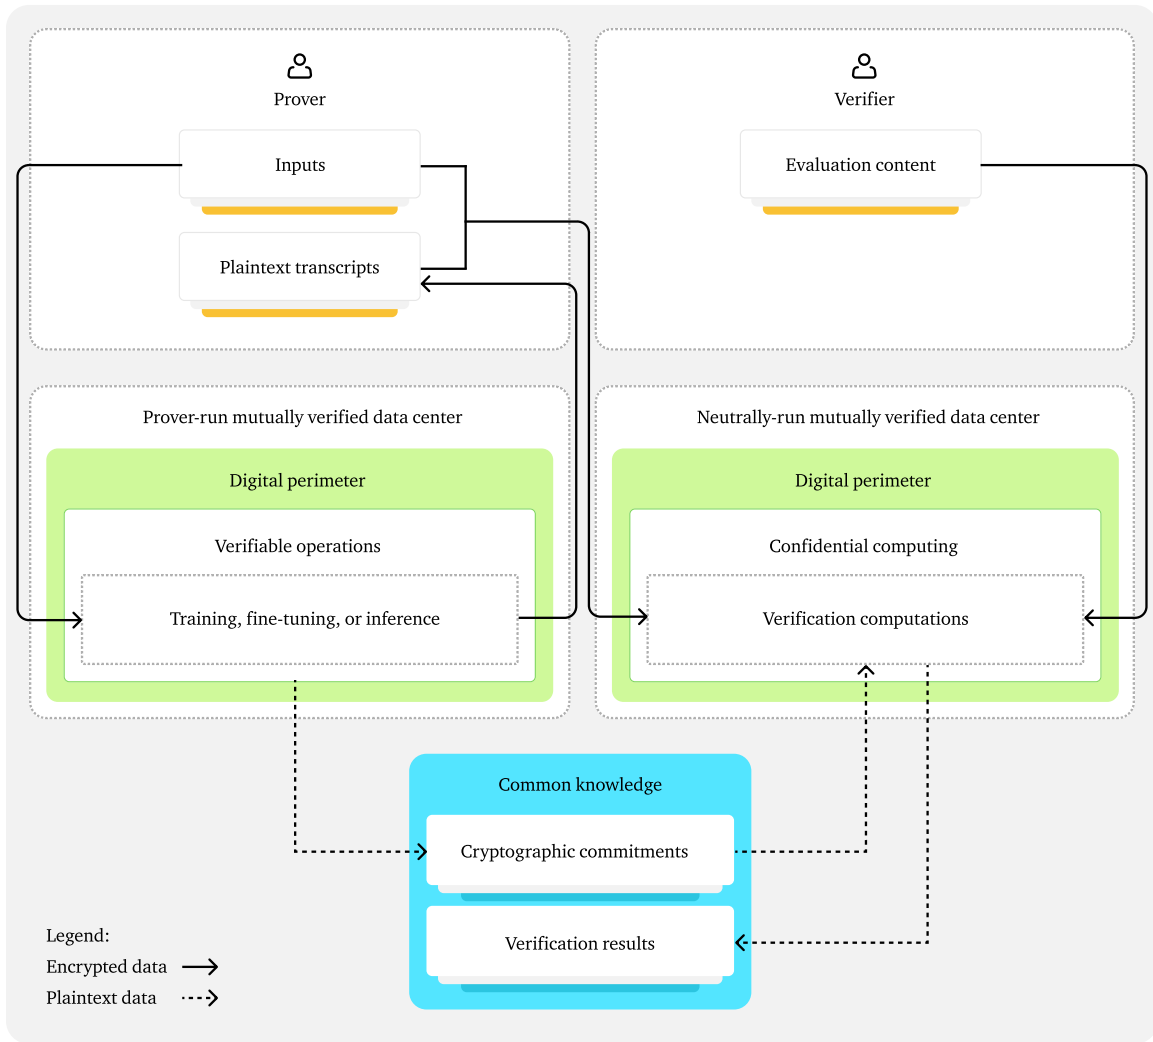 Prover
Verifier
Inputs
Evaluation content
Plaintext transcripts
Prover-run mutually verified data center
Neutrally-run mutually verified data center
Digital perimeter
Digital perimeter
Verifiable operations
Confidential computing
Training, fine-tuning, or inference
Verification computations
Common knowledge
Cryptographic commitments
Verification results
Legend:
Encrypted data
Plaintext data